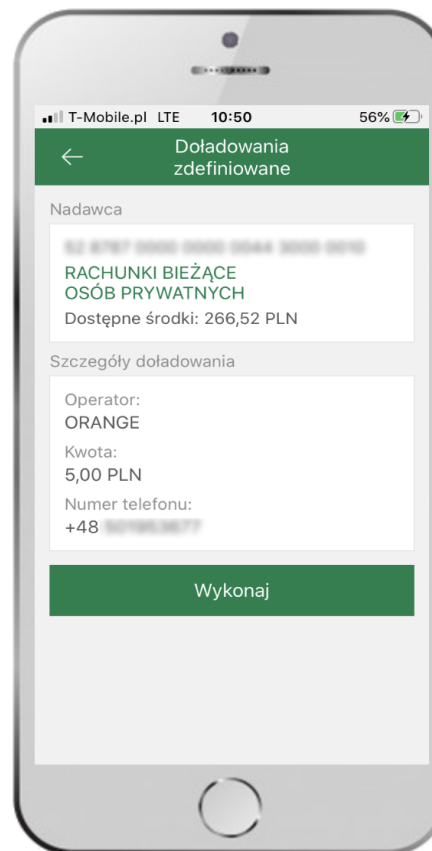 T-Mobile.pl LTE 10:50 56%
Doładowania
zdefiniowane
Nadawca
RACHUNKI BIEŻĄCE
OSÓB PRYWATNYCH
Dostępne środki: 266,52 PLN
Szczegóły doładowania
Operator:
ORANGE
Kwota:
5,00 PLN
Numer telefonu:
+48
Wykonaj